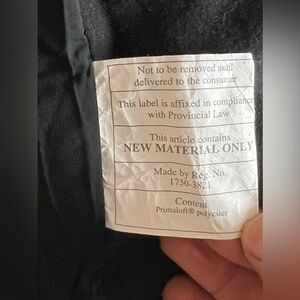 Not to be removed until
delivered to the consumer
This label is affixed in compliance
with Provincial Law
This article contains
NEW MATERIAL ONLY
Made by Reg. No.
1750-3821
Content
Primaloft® polyester